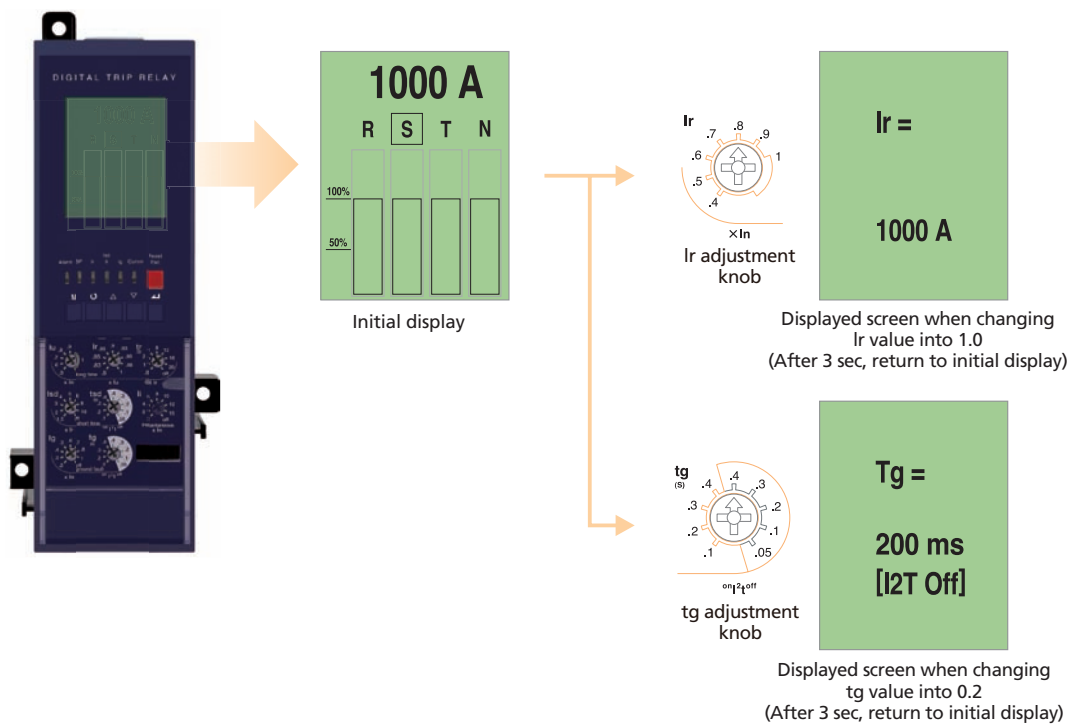 DIGITAL TRIP RELAY
1000 A
R S T N
100%
50%
Initial display
Ir
.4 .5 .6 .7 .8 .9 1
×In
Ir adjustment
knob
Ir =
1000 A
Displayed screen when changing
Ir value into 1.0
(After 3 sec, return to initial display)
tg
(S)
.1 .2 .3 .4 .4 .3 .2 .1 .05
on I²t off
tg adjustment
knob
Tg =
200 ms
[I2T Off]
Displayed screen when changing
tg value into 0.2
(After 3 sec, return to initial display)